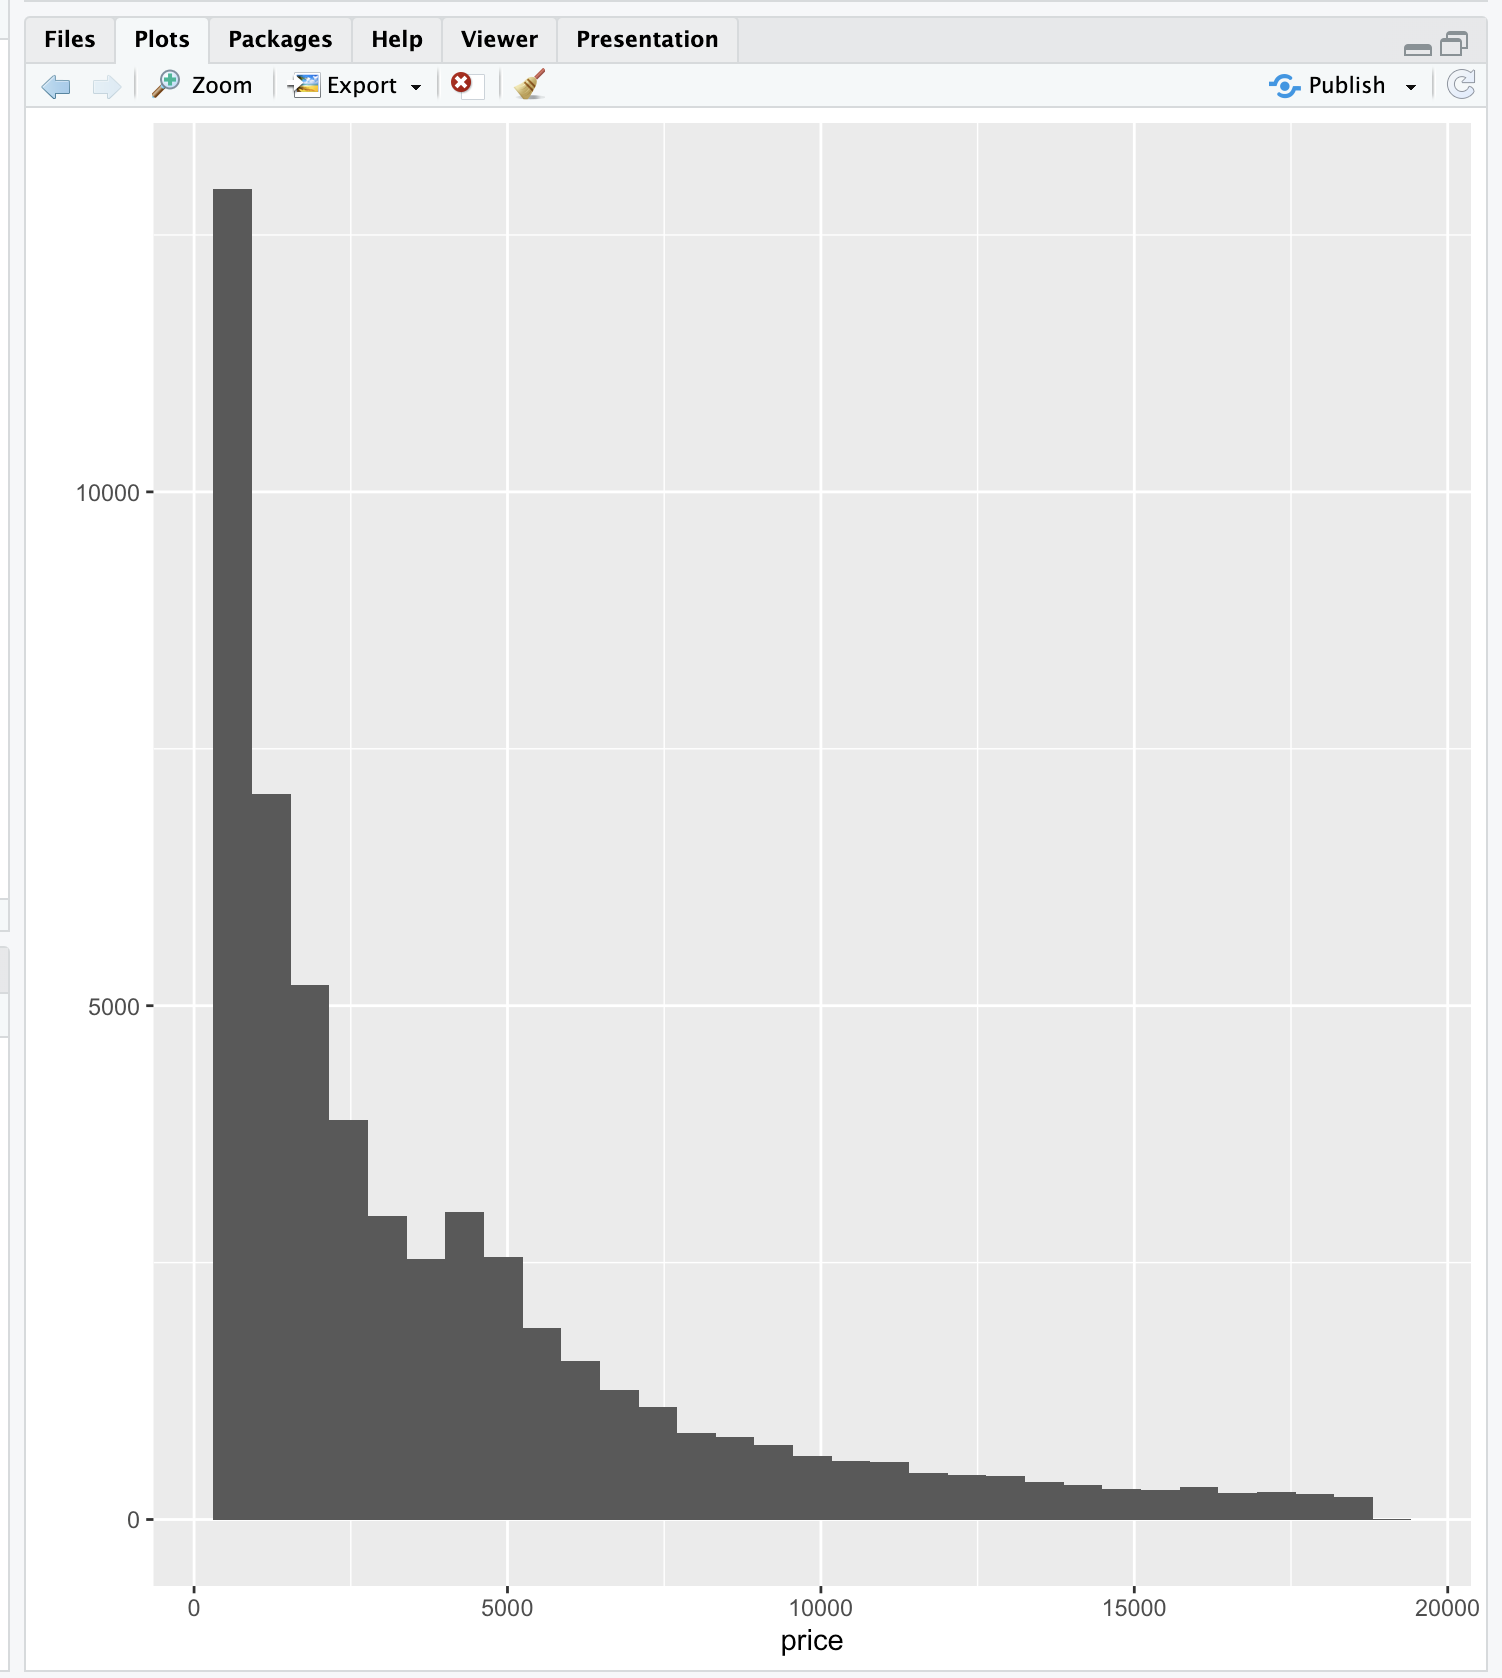 Files Plots Packages Help Viewer Presentation
Zoom Export Publish
10000
5000
0
0 5000 10000 15000 20000
price